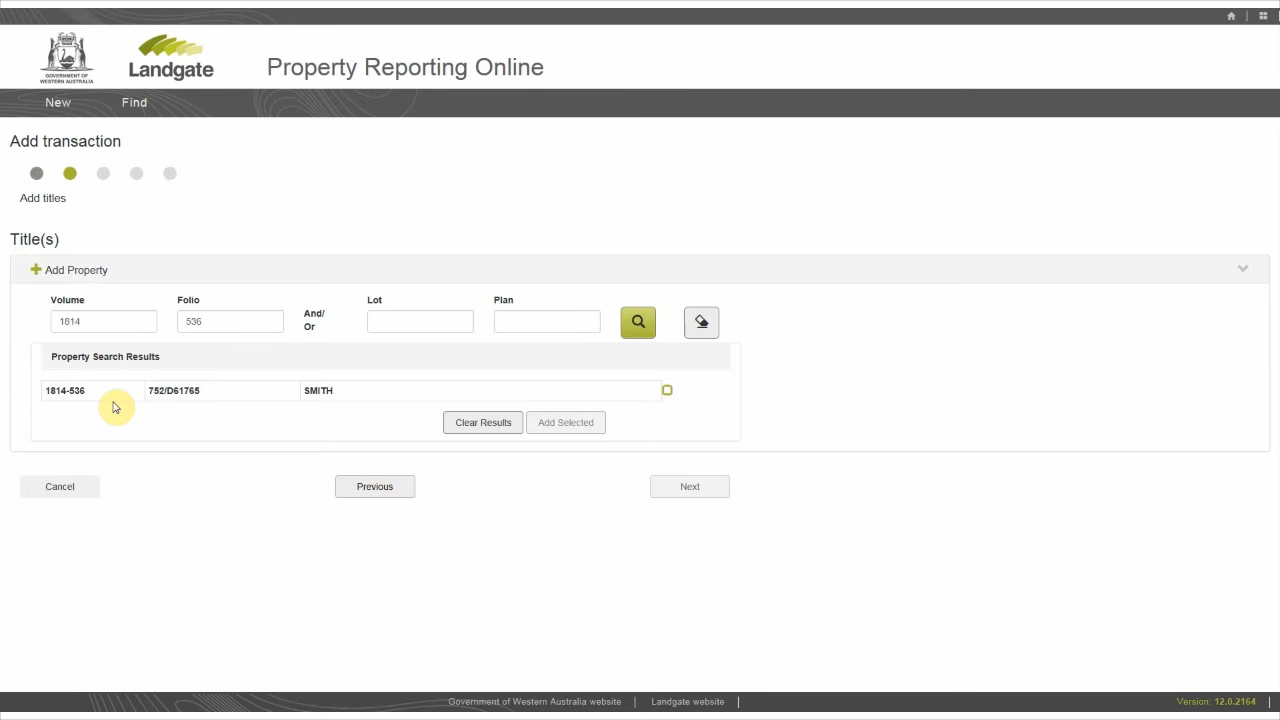 GOVERNMENT OF
WESTERN AUSTRALIA
Landgate
Property Reporting Online
New Find
Add transaction
Add titles
Title(s)
Add Property
Volume Folio And/ Or Lot Plan
1814 536
Property Search Results
1814-536 752/D61765 SMITH
Clear Results Add Selected
Cancel Previous Next
Government of Western Australia website | Landgate website | Version: 12.0.2164 |